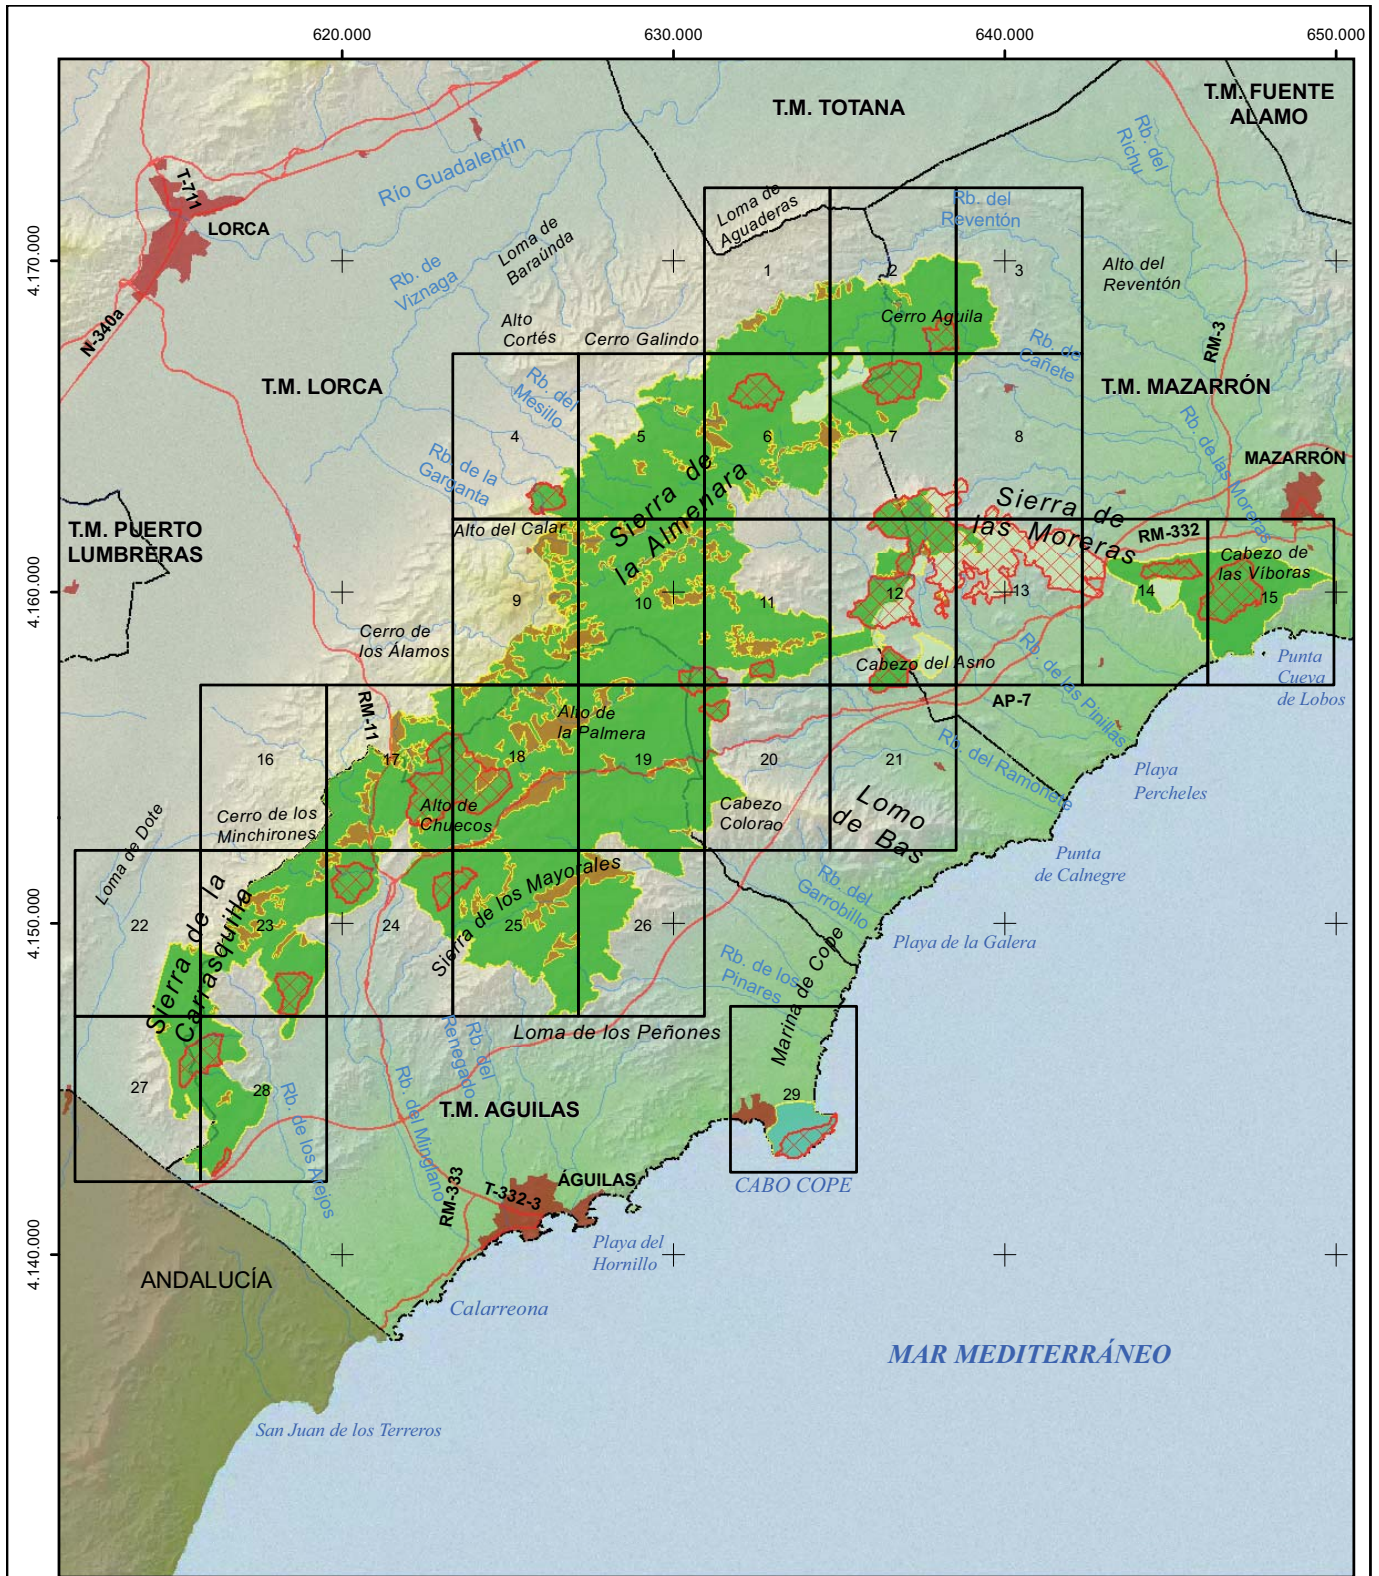 620.000
630.000
640.000
650.000
4.170.000
4.160.000
4.150.000
4.140.000
T.M. FUENTE
ALAMO
T.M. TOTANA
Rb. del
Richu
T-711
Río Guadalentín
LORCA
Loma de
Aguaderas
Rb. del
Reventón
Loma de
Baraúnda
Rb. de
Viznaga
1
2
3
Alto del
Reventón
N-340a
Alto
Cortés
Cerro Galindo
Cerro Aguila
RM-3
Rb. de
Cañete
T.M. LORCA
Rb. del
Mesillo
T.M. MAZARRÓN
4
5
6
7
8
Rb. de las Moreras
Rb. de la
Garganta
MAZARRÓN
Sierra de
la Almenara
Sierra de
las Moreras
T.M. PUERTO
LUMBRERAS
Alto del Calar
RM-332
Cabezo de
las Víboras
9
10
11
12
13
14
15
Cerro de
los Álamos
Cabezo del Asno
Rb. de las Pinillas
Punta
Cueva
de Lobos
RM-11
AP-7
Alto de
la Palmera
16
17
18
19
20
21
Rb. del Ramonete
Playa
Percheles
Cerro de los
Minchirones
Alto de
Chuecos
Cabezo
Colorao
Lomo
de Bas
Loma de Dote
Punta
de Calnegre
Sierra de los Mayorales
Rb. del
Garrobillo
Sierra de la
Carrasquilla
22
23
24
25
26
Playa de la Galera
Rb. de los
Pinares
Marina de Cope
Loma de los Peñones
Rb. del
Renegado
27
28
29
Rb. de los Arejos
Rb. del Minglano
T.M. AGUILAS
CABO COPE
ÁGUILAS
T-332-3
RM-333
Playa del
Hornillo
ANDALUCÍA
Calarreona
MAR MEDITERRÁNEO
San Juan de los Terreros